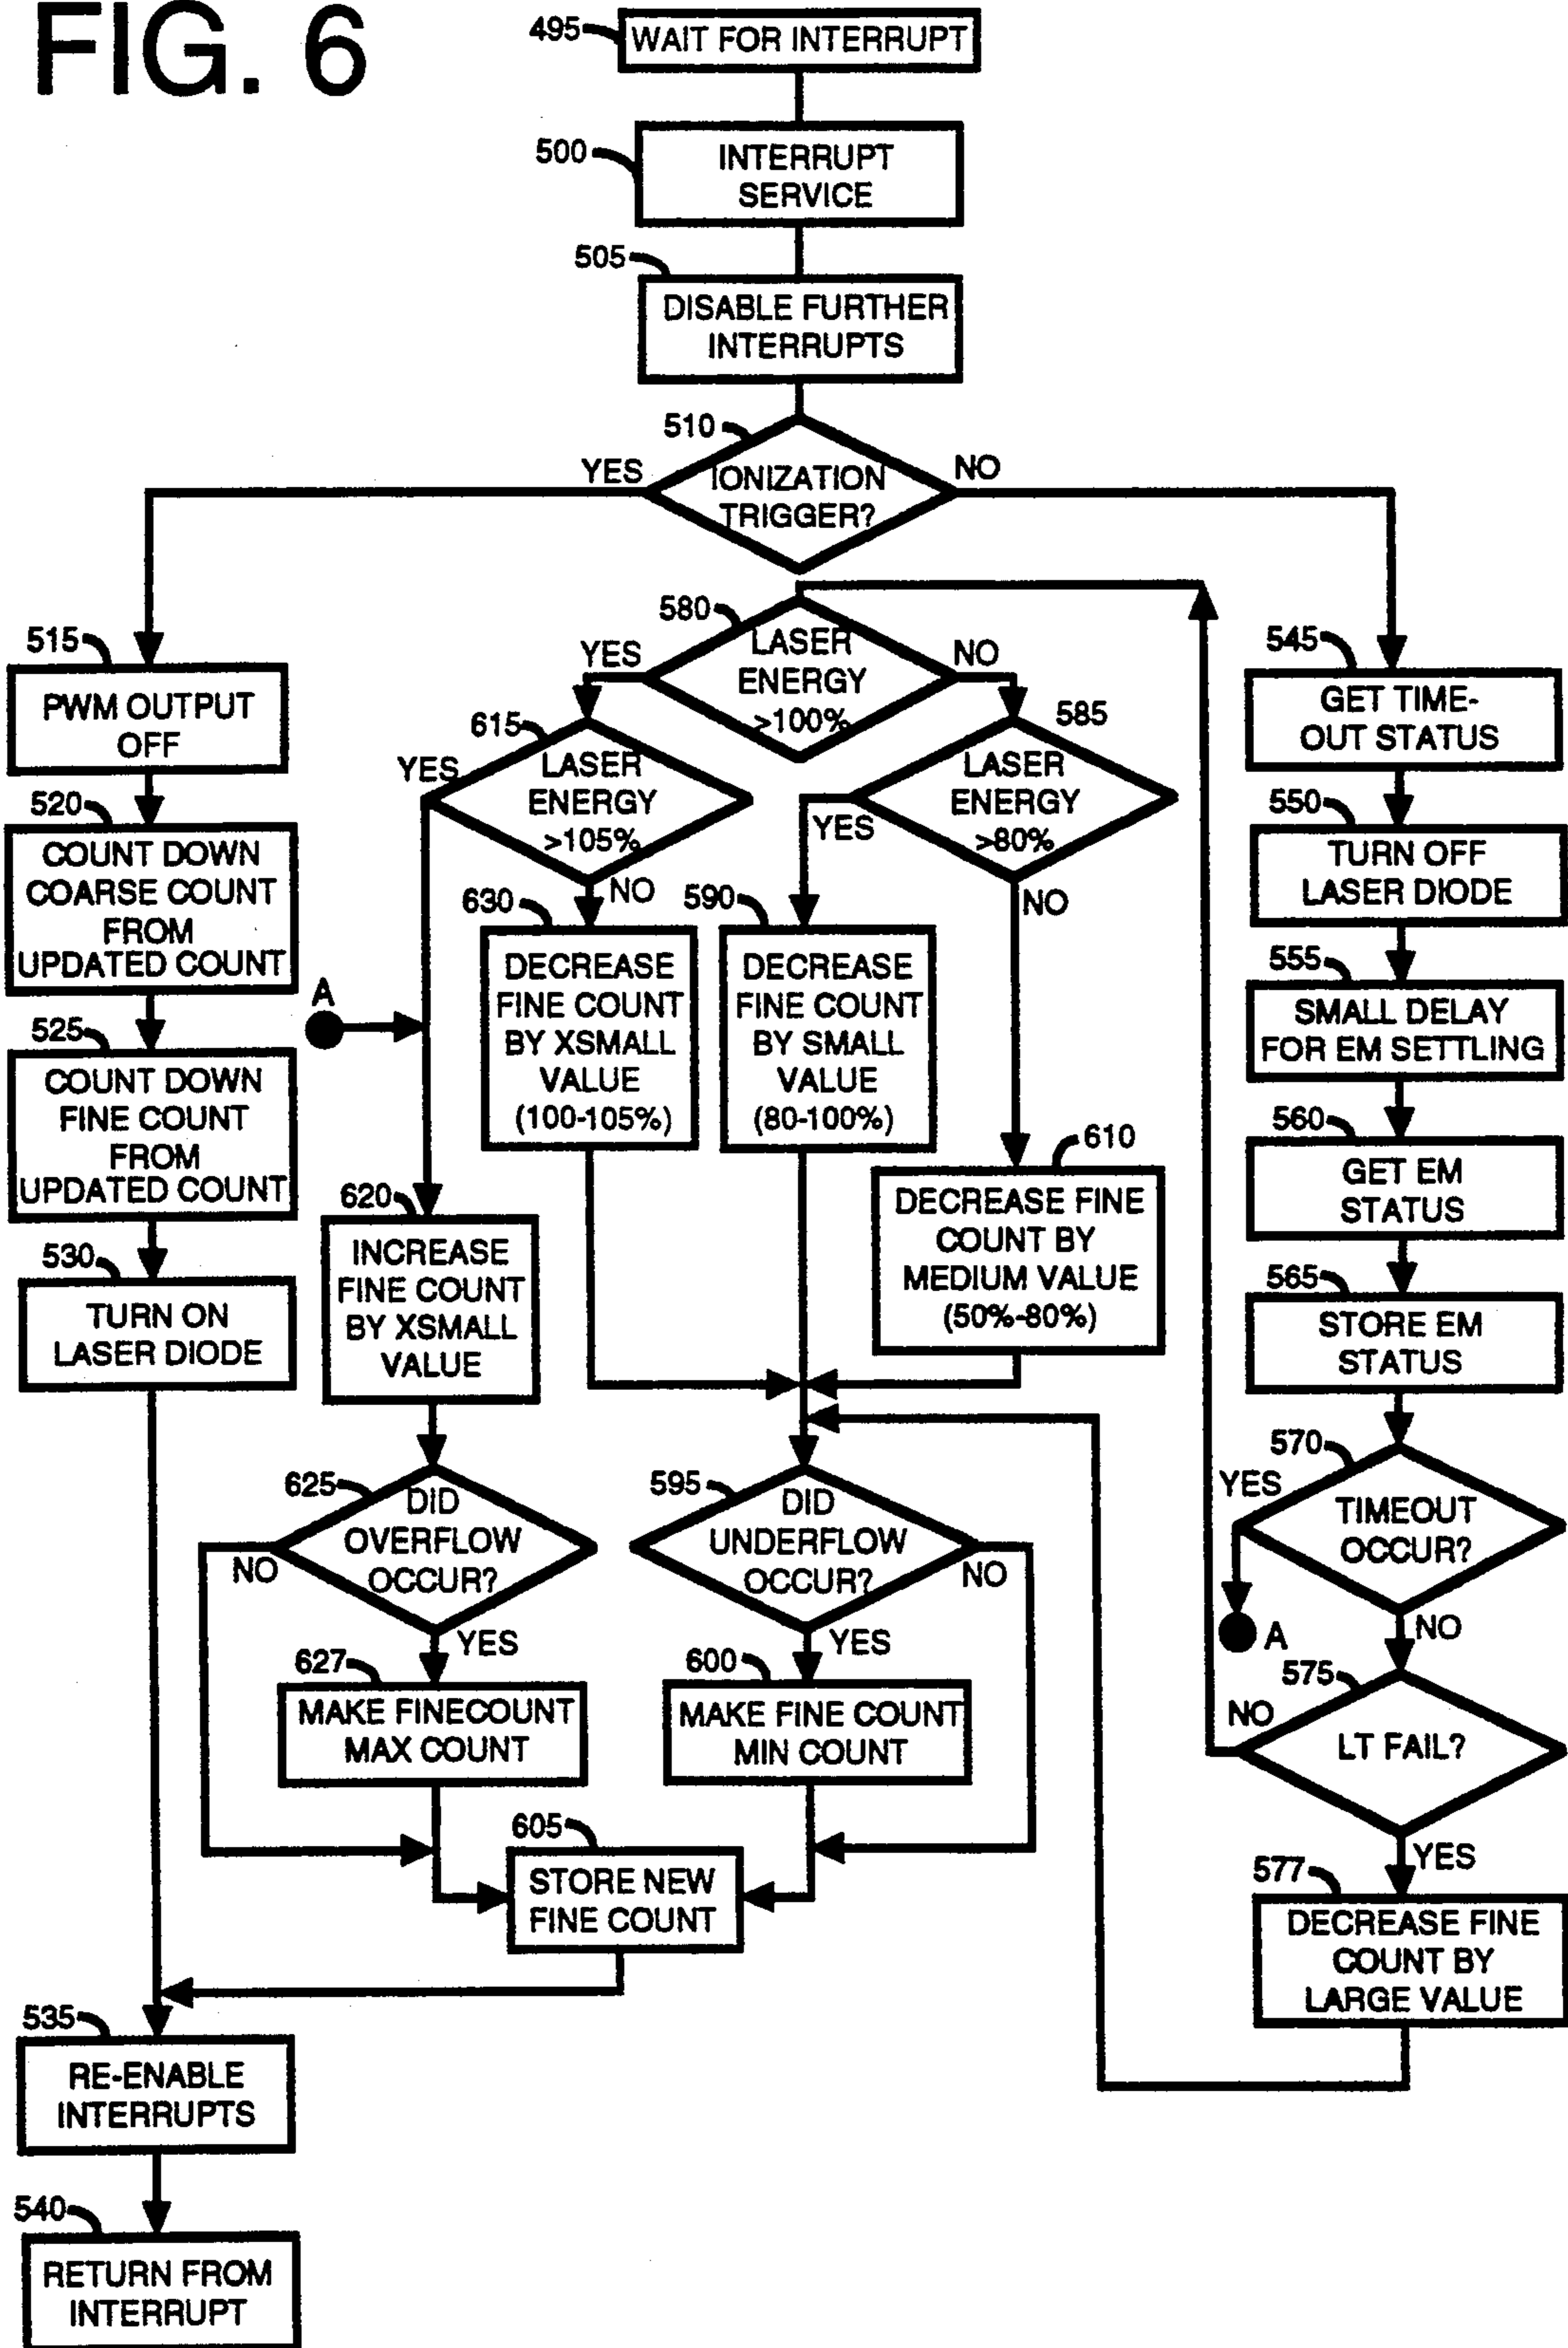 FIG. 6
495
WAIT FOR INTERRUPT
500
INTERRUPT
SERVICE
505
DISABLE FURTHER
INTERRUPTS
510
YES
IONIZATION
TRIGGER?
NO
515
PWM OUTPUT
OFF
520
COUNT DOWN
COARSE COUNT
FROM
UPDATED COUNT
525
COUNT DOWN
FINE COUNT
FROM
UPDATED COUNT
530
TURN ON
LASER DIODE
580
YES
LASER
ENERGY
>100%
NO
615
YES
LASER
ENERGY
>105%
NO
585
LASER
ENERGY
>80%
YES
NO
A
630
DECREASE
FINE COUNT
BY XSMALL
VALUE
(100-105%)
590
DECREASE
FINE COUNT
BY SMALL
VALUE
(80-100%)
610
DECREASE FINE
COUNT BY
MEDIUM VALUE
(50%-80%)
620
INCREASE
FINE COUNT
BY XSMALL
VALUE
625
DID
OVERFLOW
OCCUR?
NO
YES
595
DID
UNDERFLOW
OCCUR?
NO
YES
627
MAKE FINECOUNT
MAX COUNT
600
MAKE FINE COUNT
MIN COUNT
605
STORE NEW
FINE COUNT
545
GET TIME-
OUT STATUS
550
TURN OFF
LASER DIODE
555
SMALL DELAY
FOR EM SETTLING
560
GET EM
STATUS
565
STORE EM
STATUS
570
YES
TIMEOUT
OCCUR?
A
NO
575
NO
LT FAIL?
YES
577
DECREASE FINE
COUNT BY
LARGE VALUE
535
RE-ENABLE
INTERRUPTS
540
RETURN FROM
INTERRUPT